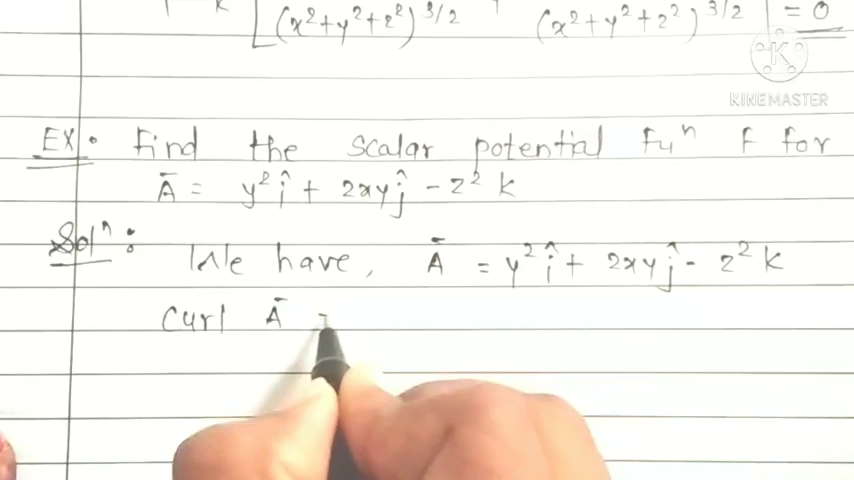 k [ (x²+y²+z²)^3/2 + (x²+y²+z²)^3/2 ] = 0
K
KINEMASTER
EX. Find the scalar potential Fuⁿ F for
Ā = y² î + 2xy ĵ - z² k
Solⁿ :
We have, Ā = y² î + 2xy ĵ - z² k
Curl Ā =